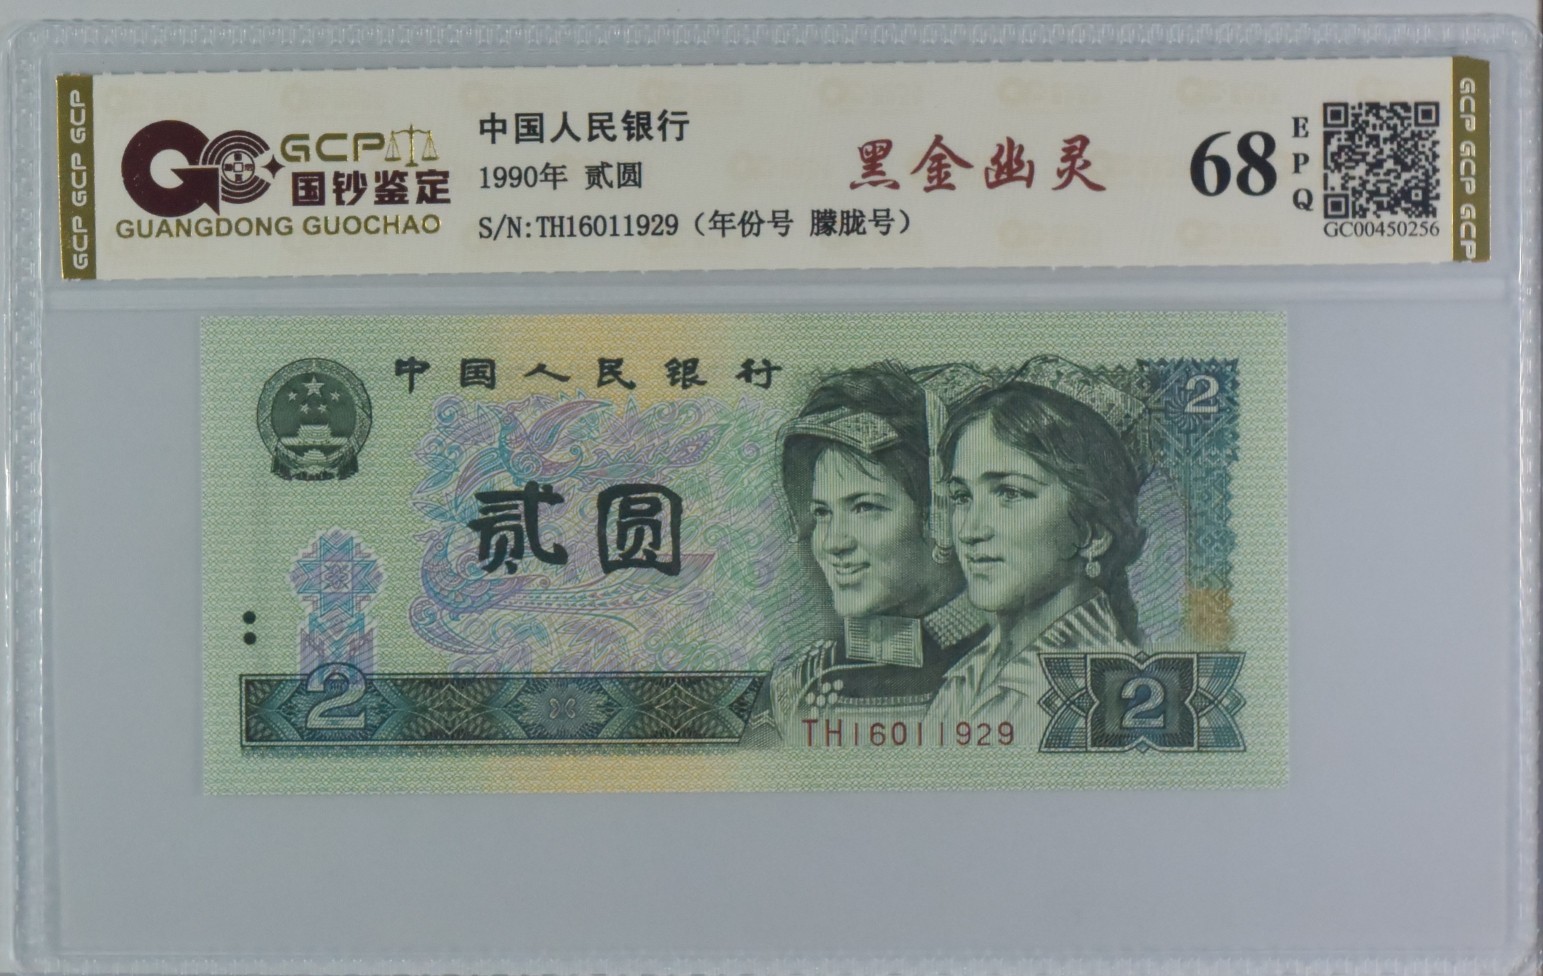 GCP GCP GCP
GCP
国钞鉴定
GUANGDONG GUOCHAO
中国人民银行
1990年 贰圆
S/N:TH16011929（年份号 朦胧号）
黑金幽灵
68
EPQ
GC00450256
GCP GCP GCP
中国人民银行
2
贰圆
2
TH16011929
2